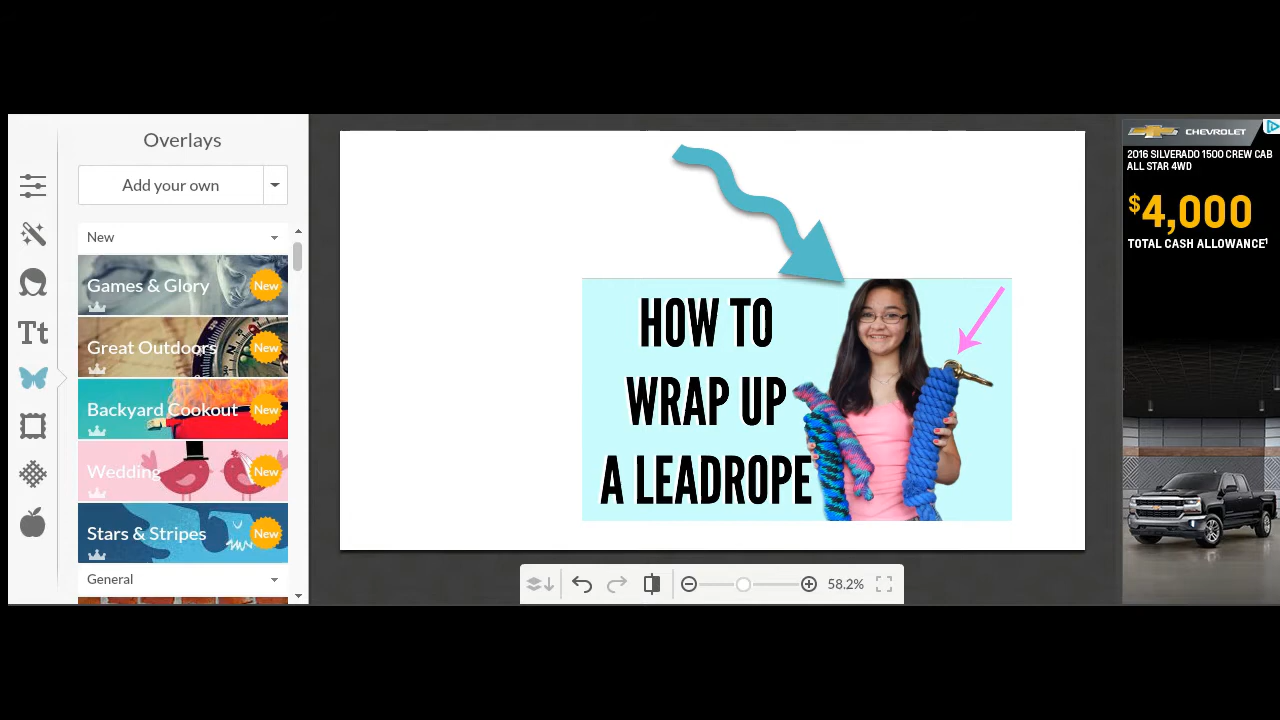 Overlays
Add your own
New
Games & Glory
New
Great Outdoors
New
Backyard Cookout
New
Wedding
New
Stars & Stripes
New
General
Tt
HOW TO
WRAP UP
A LEADROPE
58.2%
CHEVROLET
2016 SILVERADO 1500 CREW CAB
ALL STAR 4WD
$4,000
TOTAL CASH ALLOWANCE¹